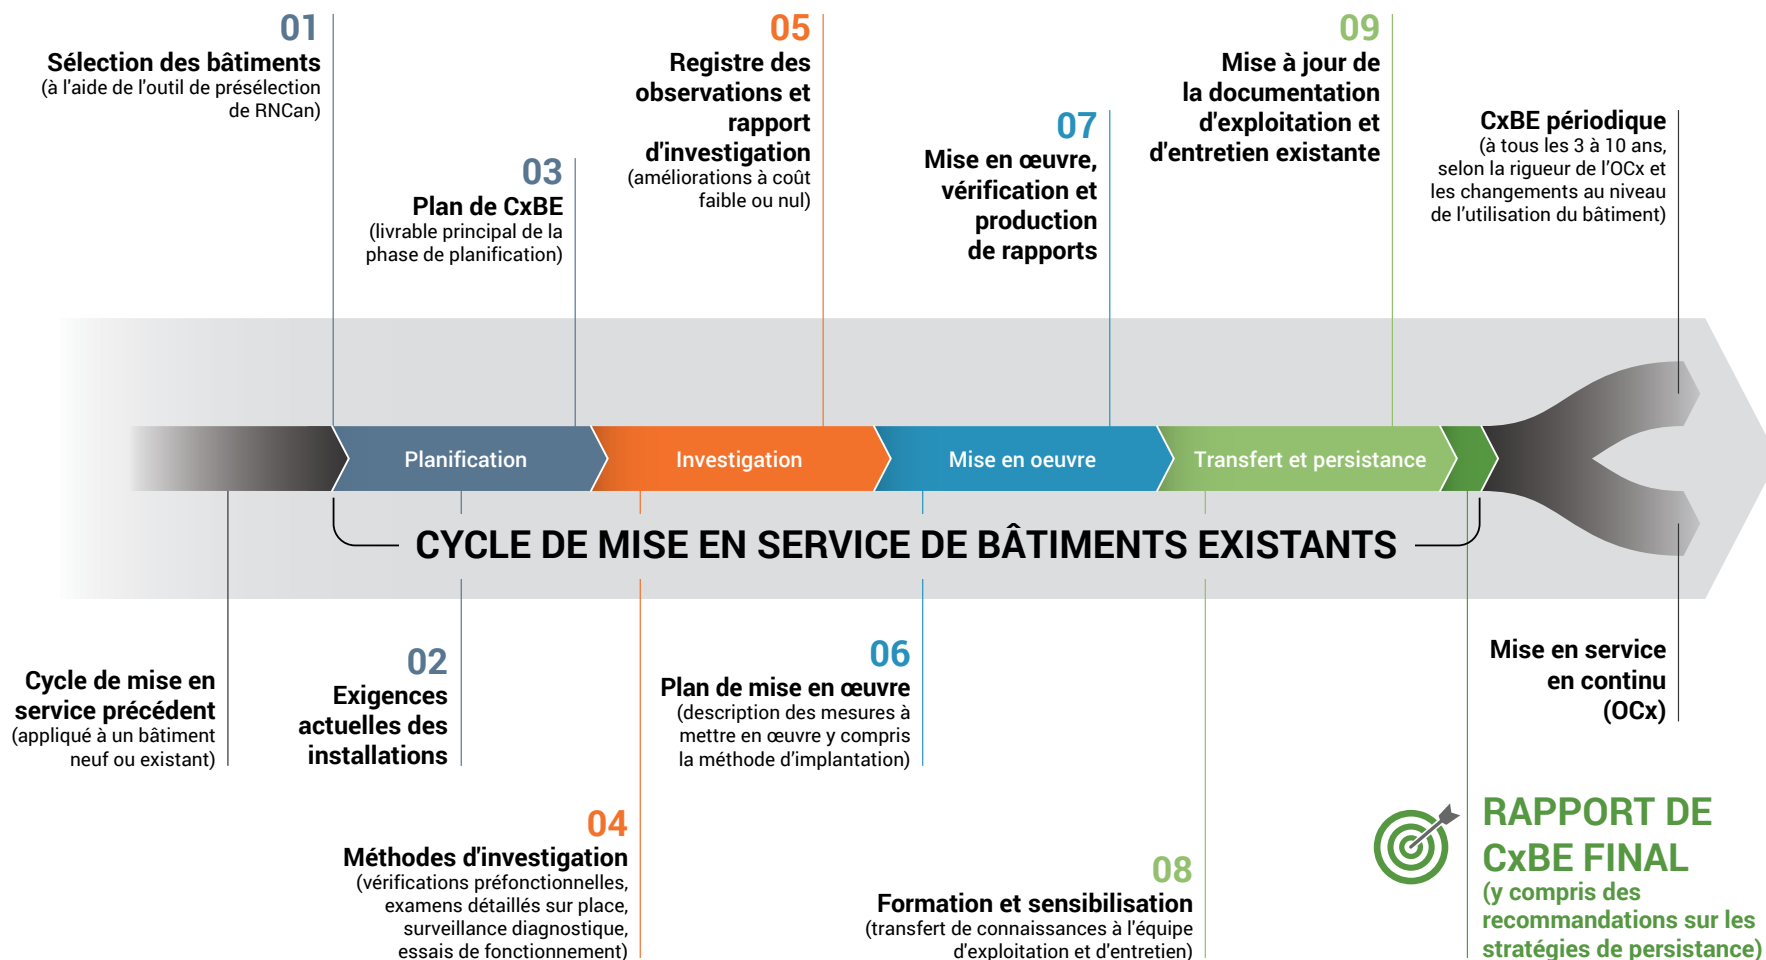 01
Sélection des bâtiments
(à l'aide de l'outil de présélection
de RNCan)
03
Plan de CxBE
(livrable principal de la
phase de planification)
05
Registre des
observations et
rapport
d'investigation
(améliorations à coût
faible ou nul)
07
Mise en œuvre,
vérification et
production
de rapports
09
Mise à jour de
la documentation
d'exploitation et
d'entretien existante
CxBE périodique
(à tous les 3 à 10 ans,
selon la rigueur de l’OCx et
les changements au niveau
de l’utilisation du bâtiment)
Planification
Investigation
Mise en oeuvre
Transfert et persistance
CYCLE DE MISE EN SERVICE DE BÂTIMENTS EXISTANTS
Cycle de mise en
service précédent
(appliqué à un bâtiment
neuf ou existant)
02
Exigences
actuelles des
installations
04
Méthodes d'investigation
(vérifications préfonctionnelles,
examens détaillés sur place,
surveillance diagnostique,
essais de fonctionnement)
06
Plan de mise en œuvre
(description des mesures à
mettre en œuvre y compris
la méthode d’implantation)
08
Formation et sensibilisation
(transfert de connaissances à l'équipe
d'exploitation et d'entretien)
Mise en service
en continu
(OCx)
RAPPORT DE
CxBE FINAL
(y compris des
recommandations sur les
stratégies de persistance)